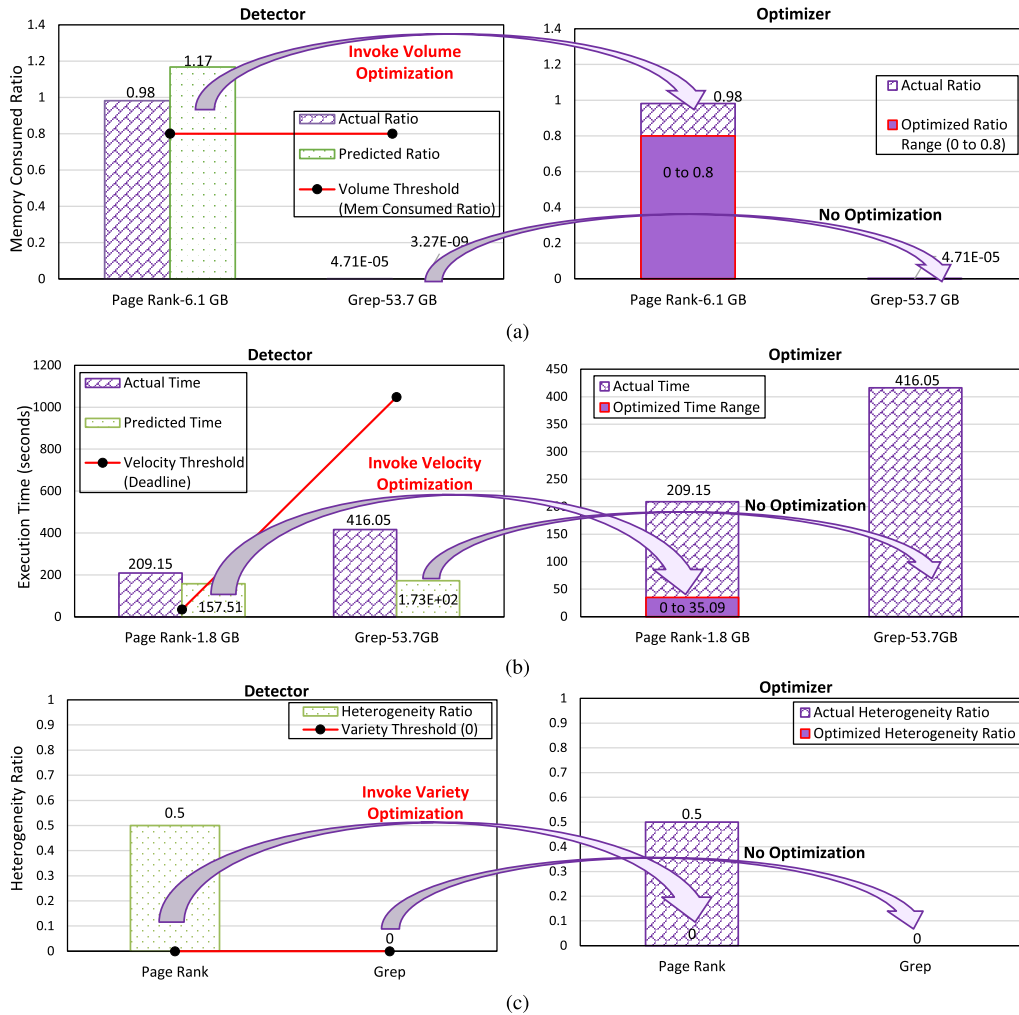 Detector
Optimizer
Memory Consumed Ratio
1.4
1.2
1
0.8
0.6
0.4
0.2
0
0.98
1.17
Invoke Volume
Optimization
Actual Ratio
Predicted Ratio
Volume Threshold
(Mem Consumed Ratio)
4.71E-05
3.27E-09
Page Rank-6.1 GB
Grep-53.7 GB
1.4
1.2
1
0.8
0.6
0.4
0.2
0
0.98
Actual Ratio
Optimized Ratio
Range (0 to 0.8)
0 to 0.8
No Optimization
4.71E-05
Page Rank-6.1 GB
Grep-53.7 GB
(a)
Detector
Optimizer
Execution Time (seconds)
1200
1000
800
600
400
200
0
Actual Time
Predicted Time
Velocity Threshold
(Deadline)
Invoke Velocity
Optimization
209.15
157.51
416.05
1.73E+02
Page Rank-1.8 GB
Grep-53.7GB
450
400
350
300
250
200
150
100
50
0
Actual Time
Optimized Time Range
416.05
209.15
No Optimization
0 to 35.09
Page Rank-1.8 GB
Grep-53.7GB
(b)
Detector
Optimizer
Heterogeneity Ratio
1
0.9
0.8
0.7
0.6
0.5
0.4
0.3
0.2
0.1
0
Heterogeneity Ratio
Variety Threshold (0)
Invoke Variety
Optimization
0.5
0
Page Rank
Grep
1
0.9
0.8
0.7
0.6
0.5
0.4
0.3
0.2
0.1
0
Actual Heterogeneity Ratio
Optimized Heterogeneity Ratio
0.5
No Optimization
0
0
Page Rank
Grep
(c)